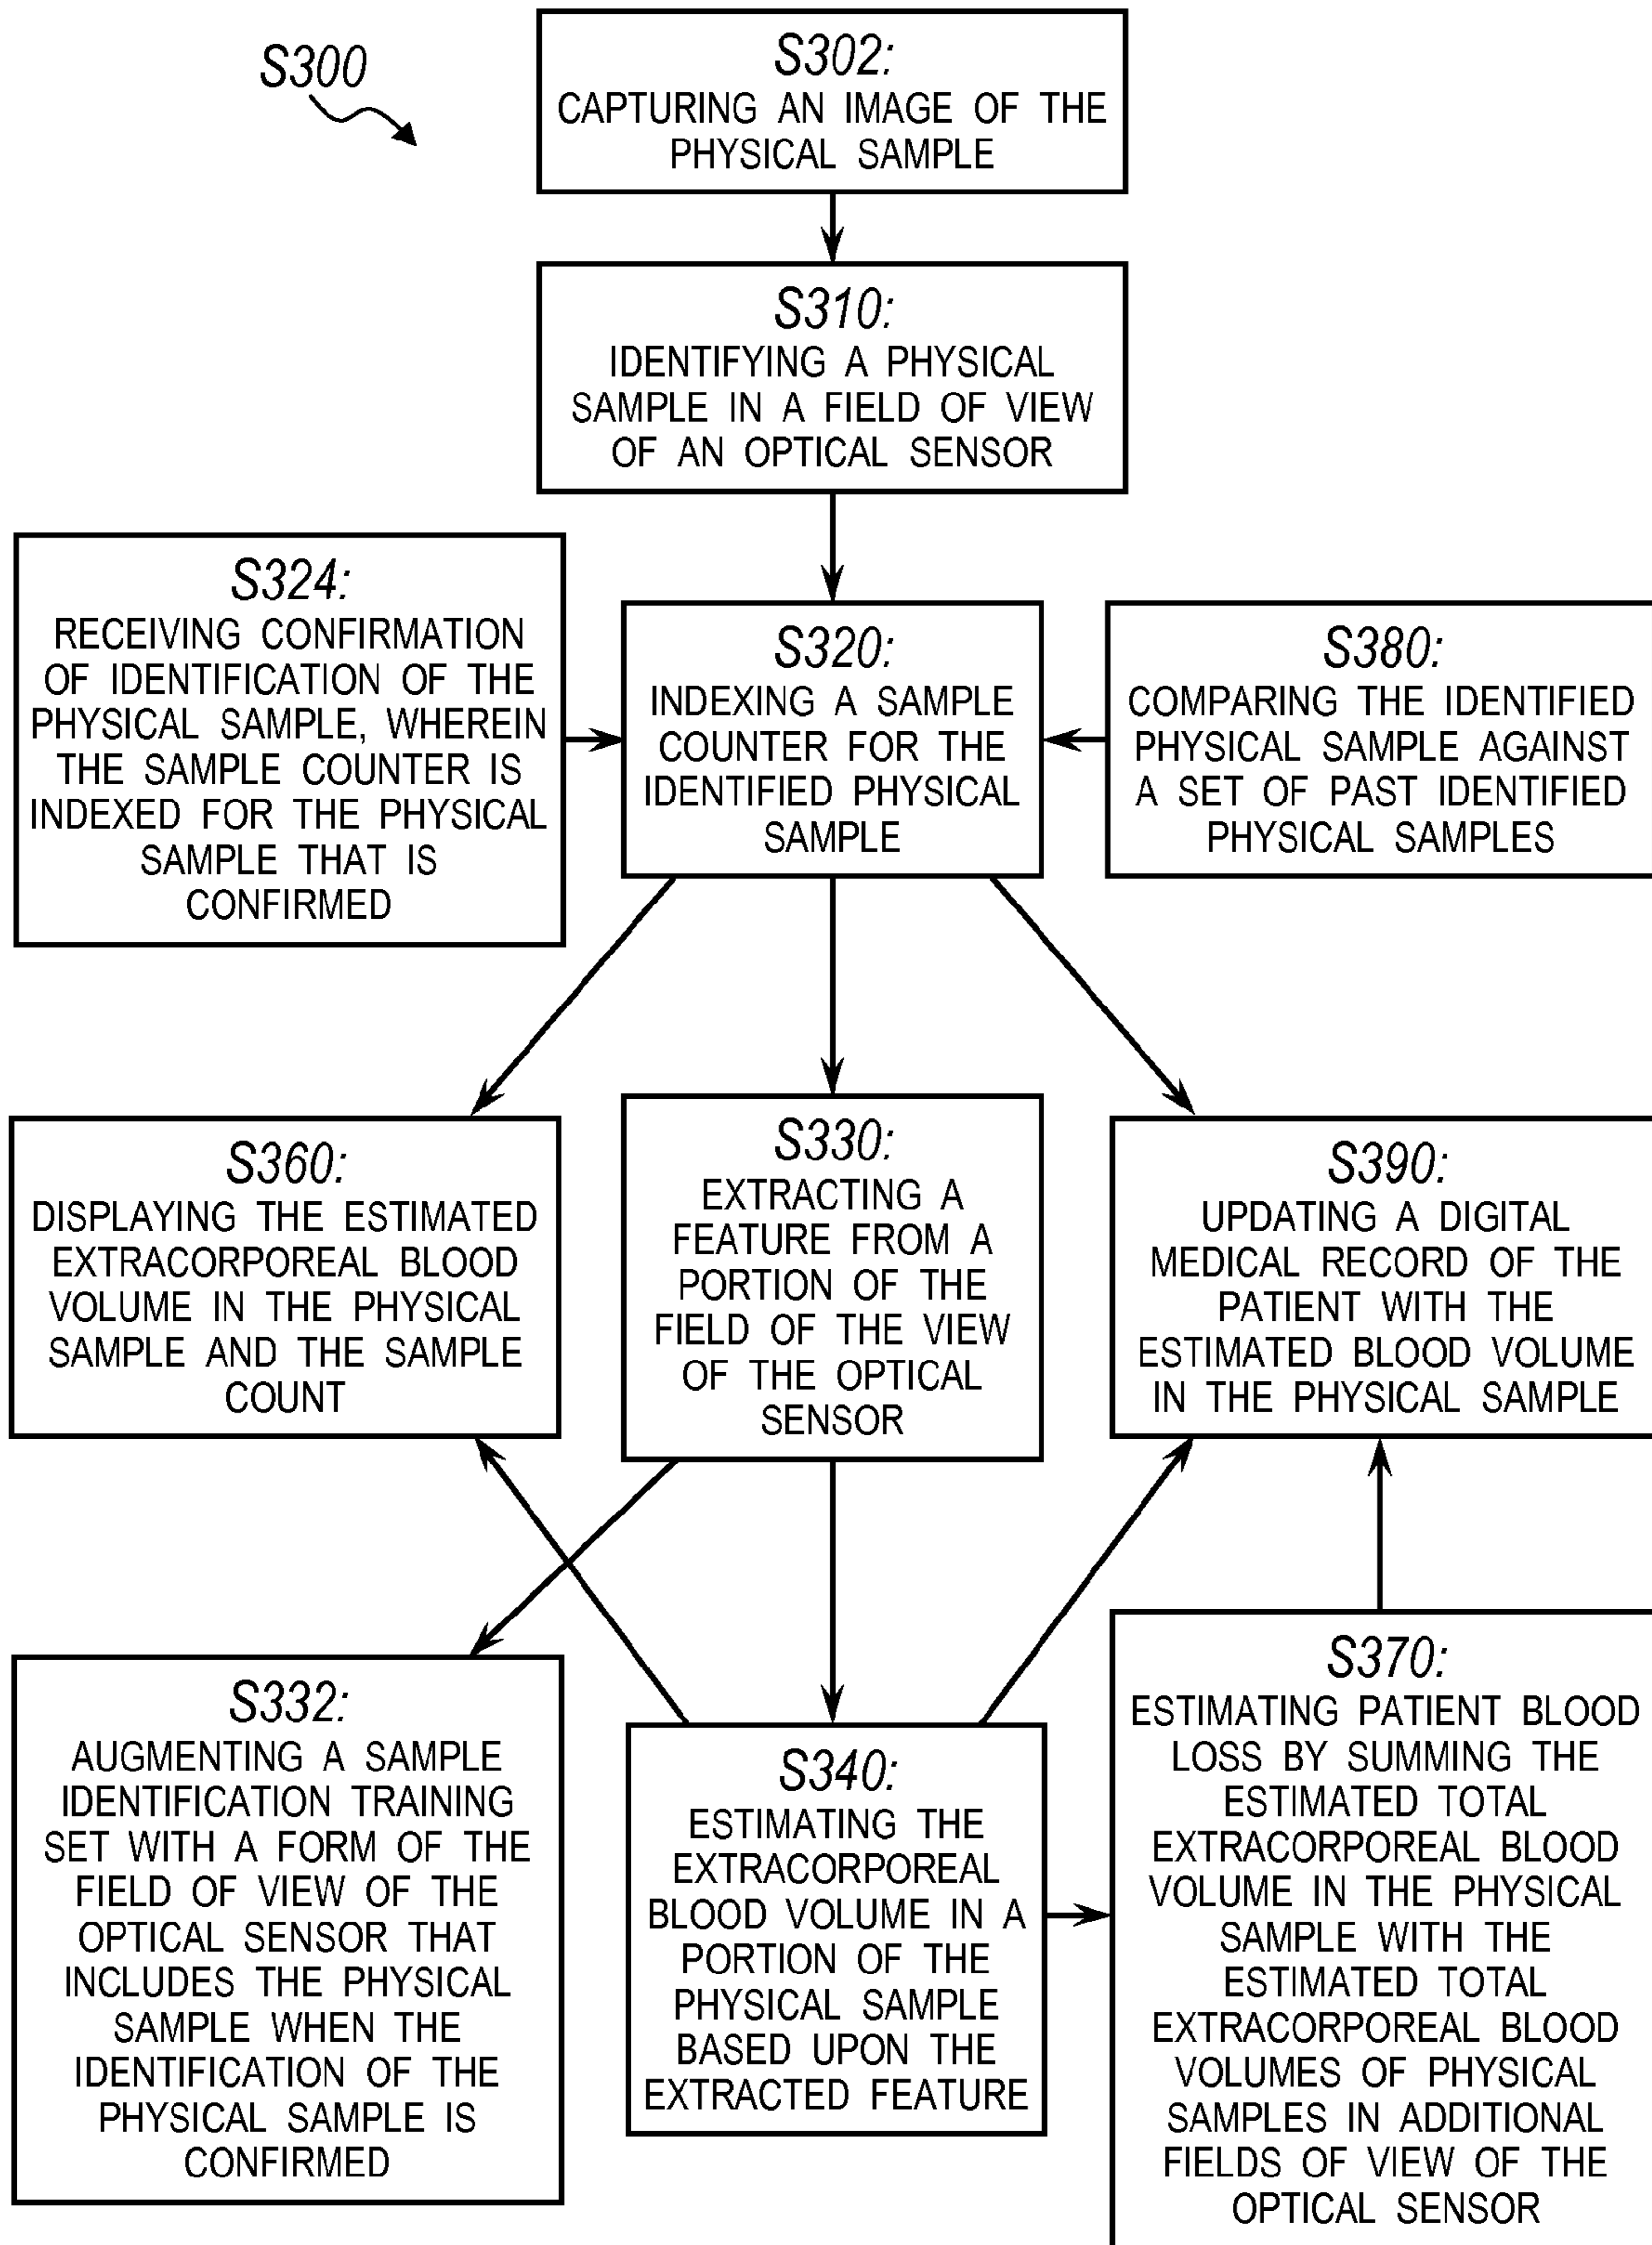 S300
S302:
CAPTURING AN IMAGE OF THE
PHYSICAL SAMPLE
S310:
IDENTIFYING A PHYSICAL
SAMPLE IN A FIELD OF VIEW
OF AN OPTICAL SENSOR
S324:
RECEIVING CONFIRMATION
OF IDENTIFICATION OF THE
PHYSICAL SAMPLE, WHEREIN
THE SAMPLE COUNTER IS
INDEXED FOR THE PHYSICAL
SAMPLE THAT IS
CONFIRMED
S320:
INDEXING A SAMPLE
COUNTER FOR THE
IDENTIFIED PHYSICAL
SAMPLE
S380:
COMPARING THE IDENTIFIED
PHYSICAL SAMPLE AGAINST
A SET OF PAST IDENTIFIED
PHYSICAL SAMPLES
S360:
DISPLAYING THE ESTIMATED
EXTRACORPOREAL BLOOD
VOLUME IN THE PHYSICAL
SAMPLE AND THE SAMPLE
COUNT
S330:
EXTRACTING A
FEATURE FROM A
PORTION OF THE
FIELD OF THE VIEW
OF THE OPTICAL
SENSOR
S390:
UPDATING A DIGITAL
MEDICAL RECORD OF THE
PATIENT WITH THE
ESTIMATED BLOOD VOLUME
IN THE PHYSICAL SAMPLE
S332:
AUGMENTING A SAMPLE
IDENTIFICATION TRAINING
SET WITH A FORM OF THE
FIELD OF VIEW OF THE
OPTICAL SENSOR THAT
INCLUDES THE PHYSICAL
SAMPLE WHEN THE
IDENTIFICATION OF THE
PHYSICAL SAMPLE IS
CONFIRMED
S340:
ESTIMATING THE
EXTRACORPOREAL
BLOOD VOLUME IN A
PORTION OF THE
PHYSICAL SAMPLE
BASED UPON THE
EXTRACTED FEATURE
S370:
ESTIMATING PATIENT BLOOD
LOSS BY SUMMING THE
ESTIMATED TOTAL
EXTRACORPOREAL BLOOD
VOLUME IN THE PHYSICAL
SAMPLE WITH THE
ESTIMATED TOTAL
EXTRACORPOREAL BLOOD
VOLUMES OF PHYSICAL
SAMPLES IN ADDITIONAL
FIELDS OF VIEW OF THE
OPTICAL SENSOR